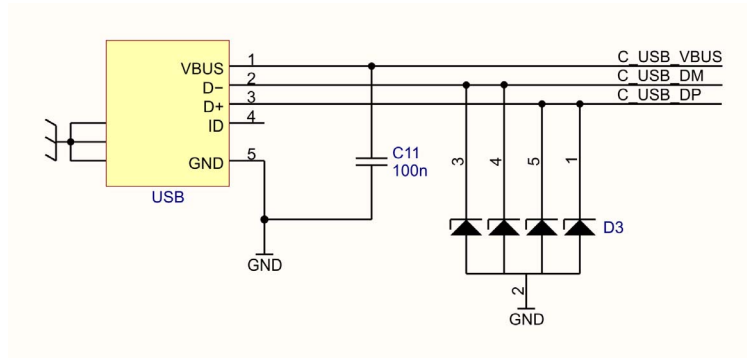 1 C_USB_VBUS
VBUS
2 C_USB_DM
D−
3 C_USB_DP
D+
4
ID
C11
5
GND
100n
3 4 5 1
USB
D3
GND
2
GND